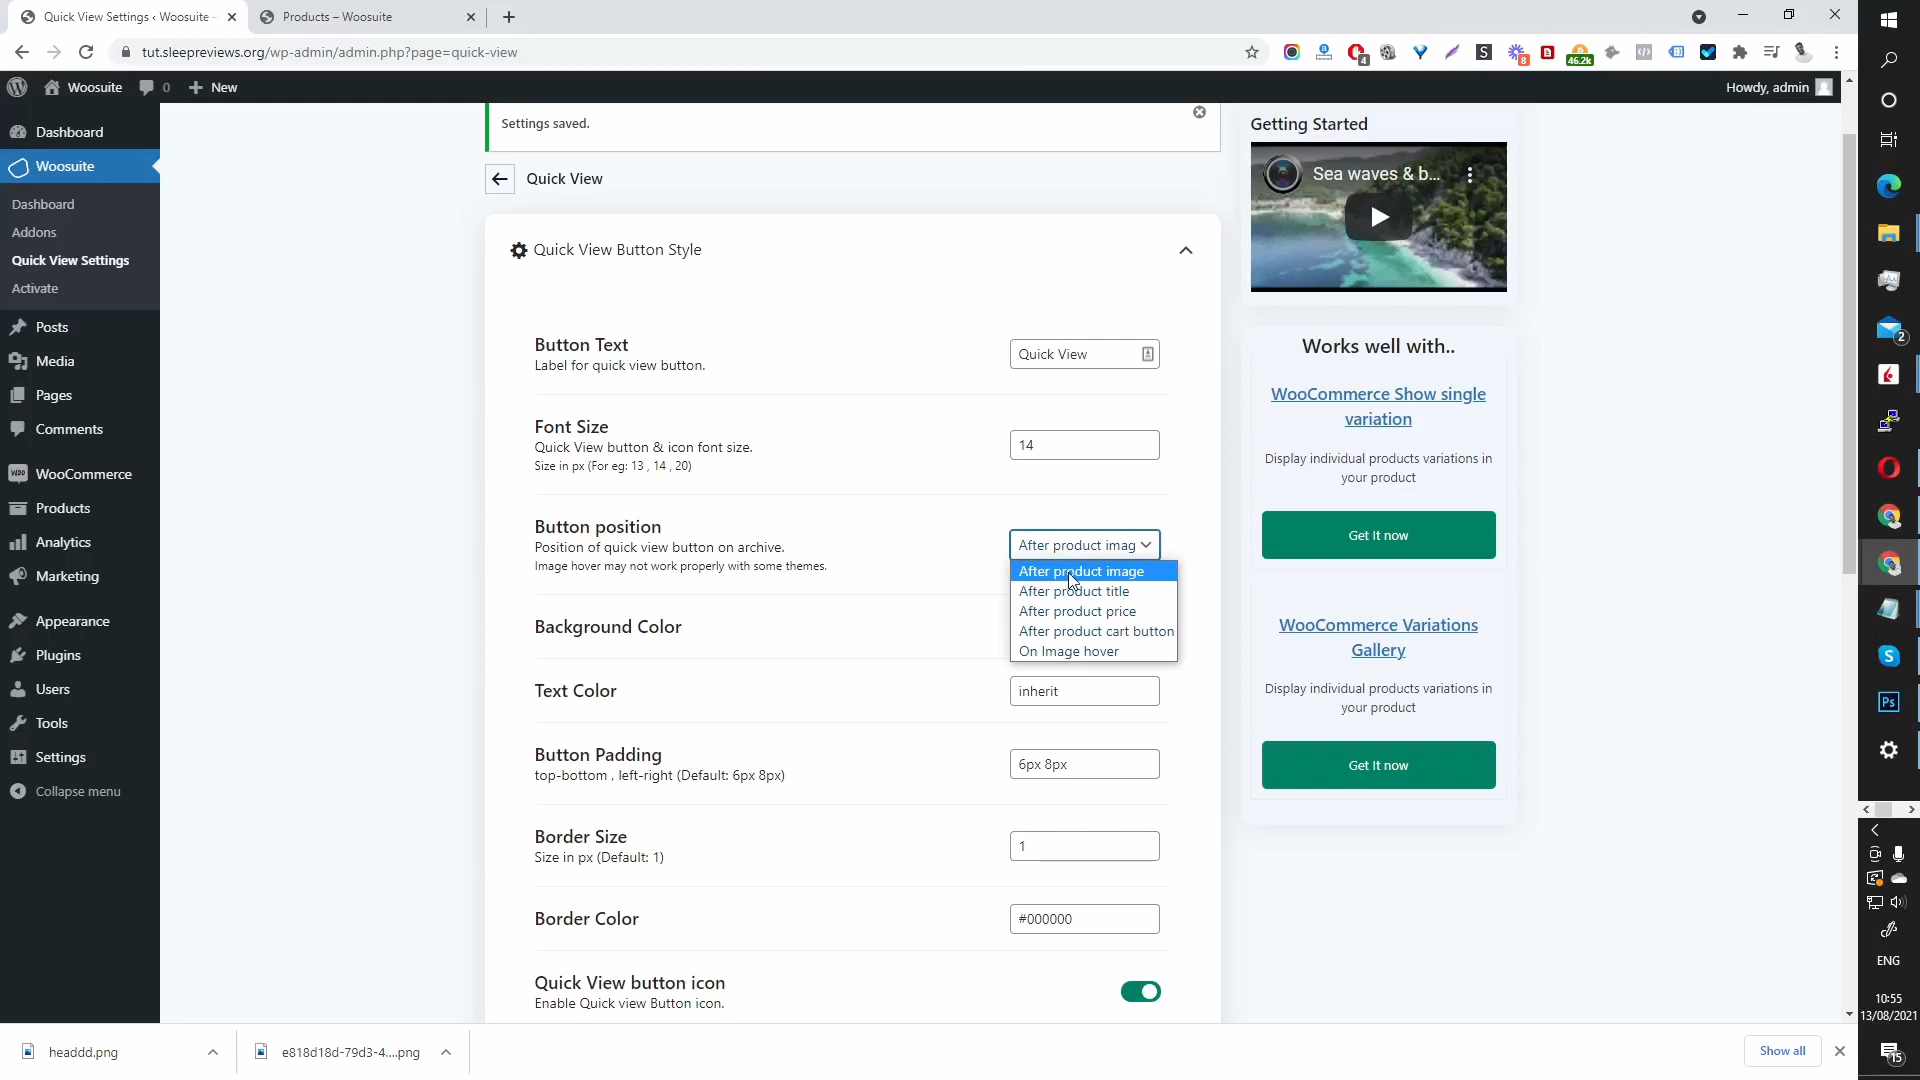 Quick View Settings ‹ Woosuite –
Products – Woosuite
tut.sleepreviews.org/wp-admin/admin.php?page=quick-view
4
8
46.2k
Woosuite
0
New
Howdy, admin
Dashboard
Woosuite
Dashboard
Addons
Quick View Settings
Activate
Posts
Media
Pages
Comments
WooCommerce
Products
Analytics
Marketing
Appearance
Plugins
Users
Tools
Settings
Collapse menu
Settings saved.
Quick View
Quick View Button Style
Button Text
Label for quick view button.
Quick View
Font Size
Quick View button & icon font size.
Size in px (For eg: 13 , 14 , 20)
14
Button position
Position of quick view button on archive.
Image hover may not work properly with some themes.
After product imag
After product image
After product title
After product price
After product cart button
On Image hover
Background Color
Text Color
inherit
Button Padding
top-bottom , left-right (Default: 6px 8px)
6px 8px
Border Size
Size in px (Default: 1)
1
Border Color
#000000
Quick View button icon
Enable Quick view Button icon.
Getting Started
Sea waves & b...
Works well with..
WooCommerce Show single
variation
Display individual products variations in
your product
Get It now
WooCommerce Variations
Gallery
Display individual products variations in
your product
Get It now
2
S
Ps
ENG
10:55
13/08/2021
15
headdd.png
e818d18d-79d3-4....png
Show all